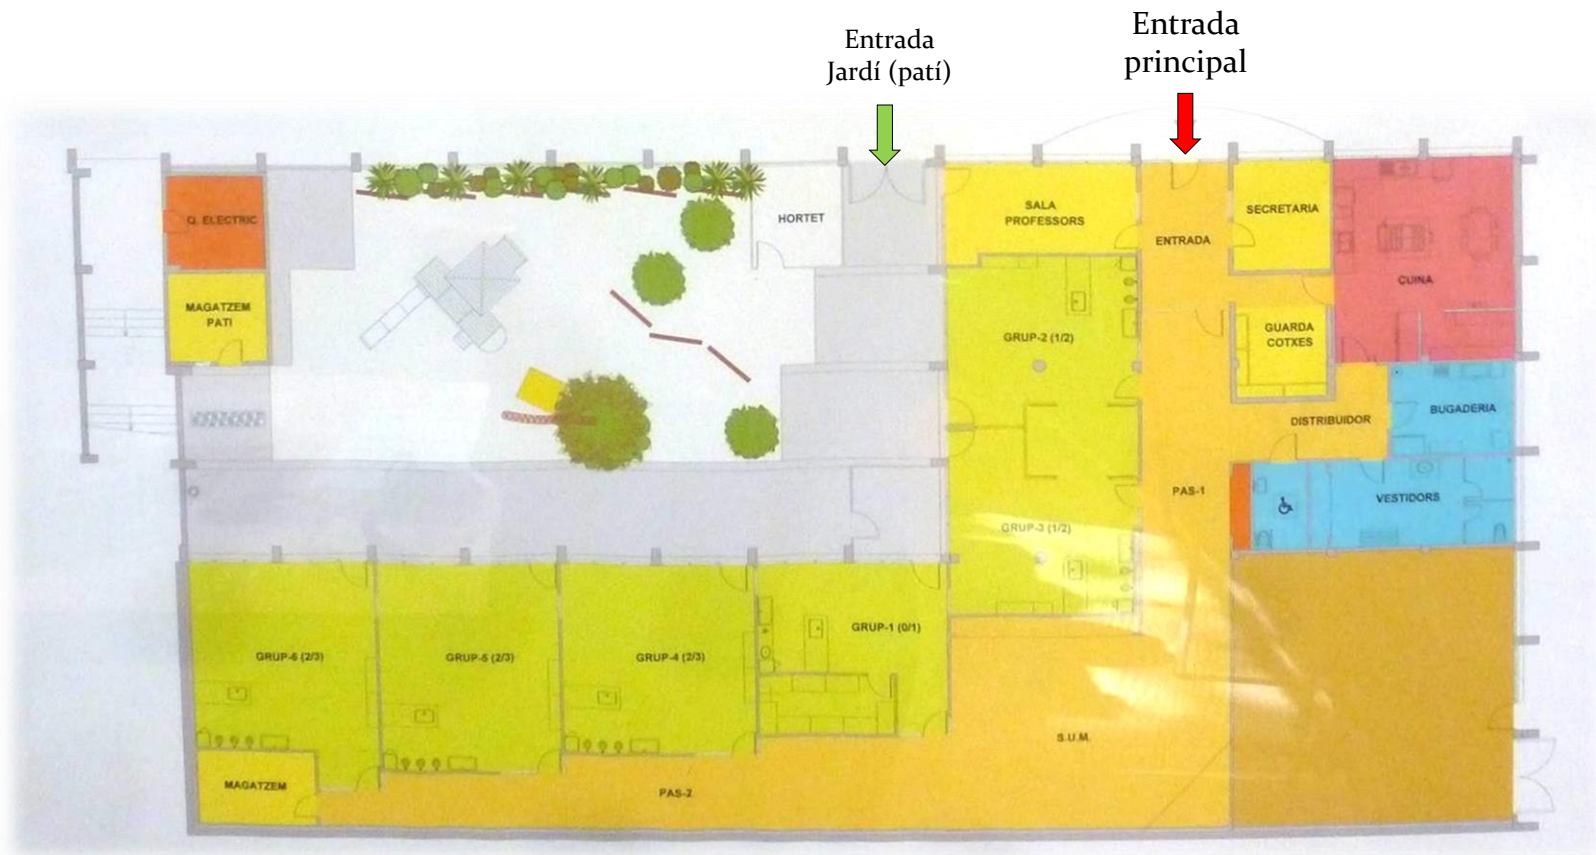 Entrada
Jardí (patí)
Entrada
principal
Q. ELECTRIC
HORTET
SALA
PROFESSORS
SECRETARIA
ENTRADA
CUINA
MAGATZEM
PATI
GRUP-2 (1/2)
GUARDA
COTXES
BUGADERIA
DISTRIBUIDOR
PAS-1
VESTIDORS
GRUP-3 (1/2)
GRUP-6 (2/3)
GRUP-5 (2/3)
GRUP-4 (2/3)
GRUP-1 (0/1)
S.U.M.
MAGATZEM
PAS-2